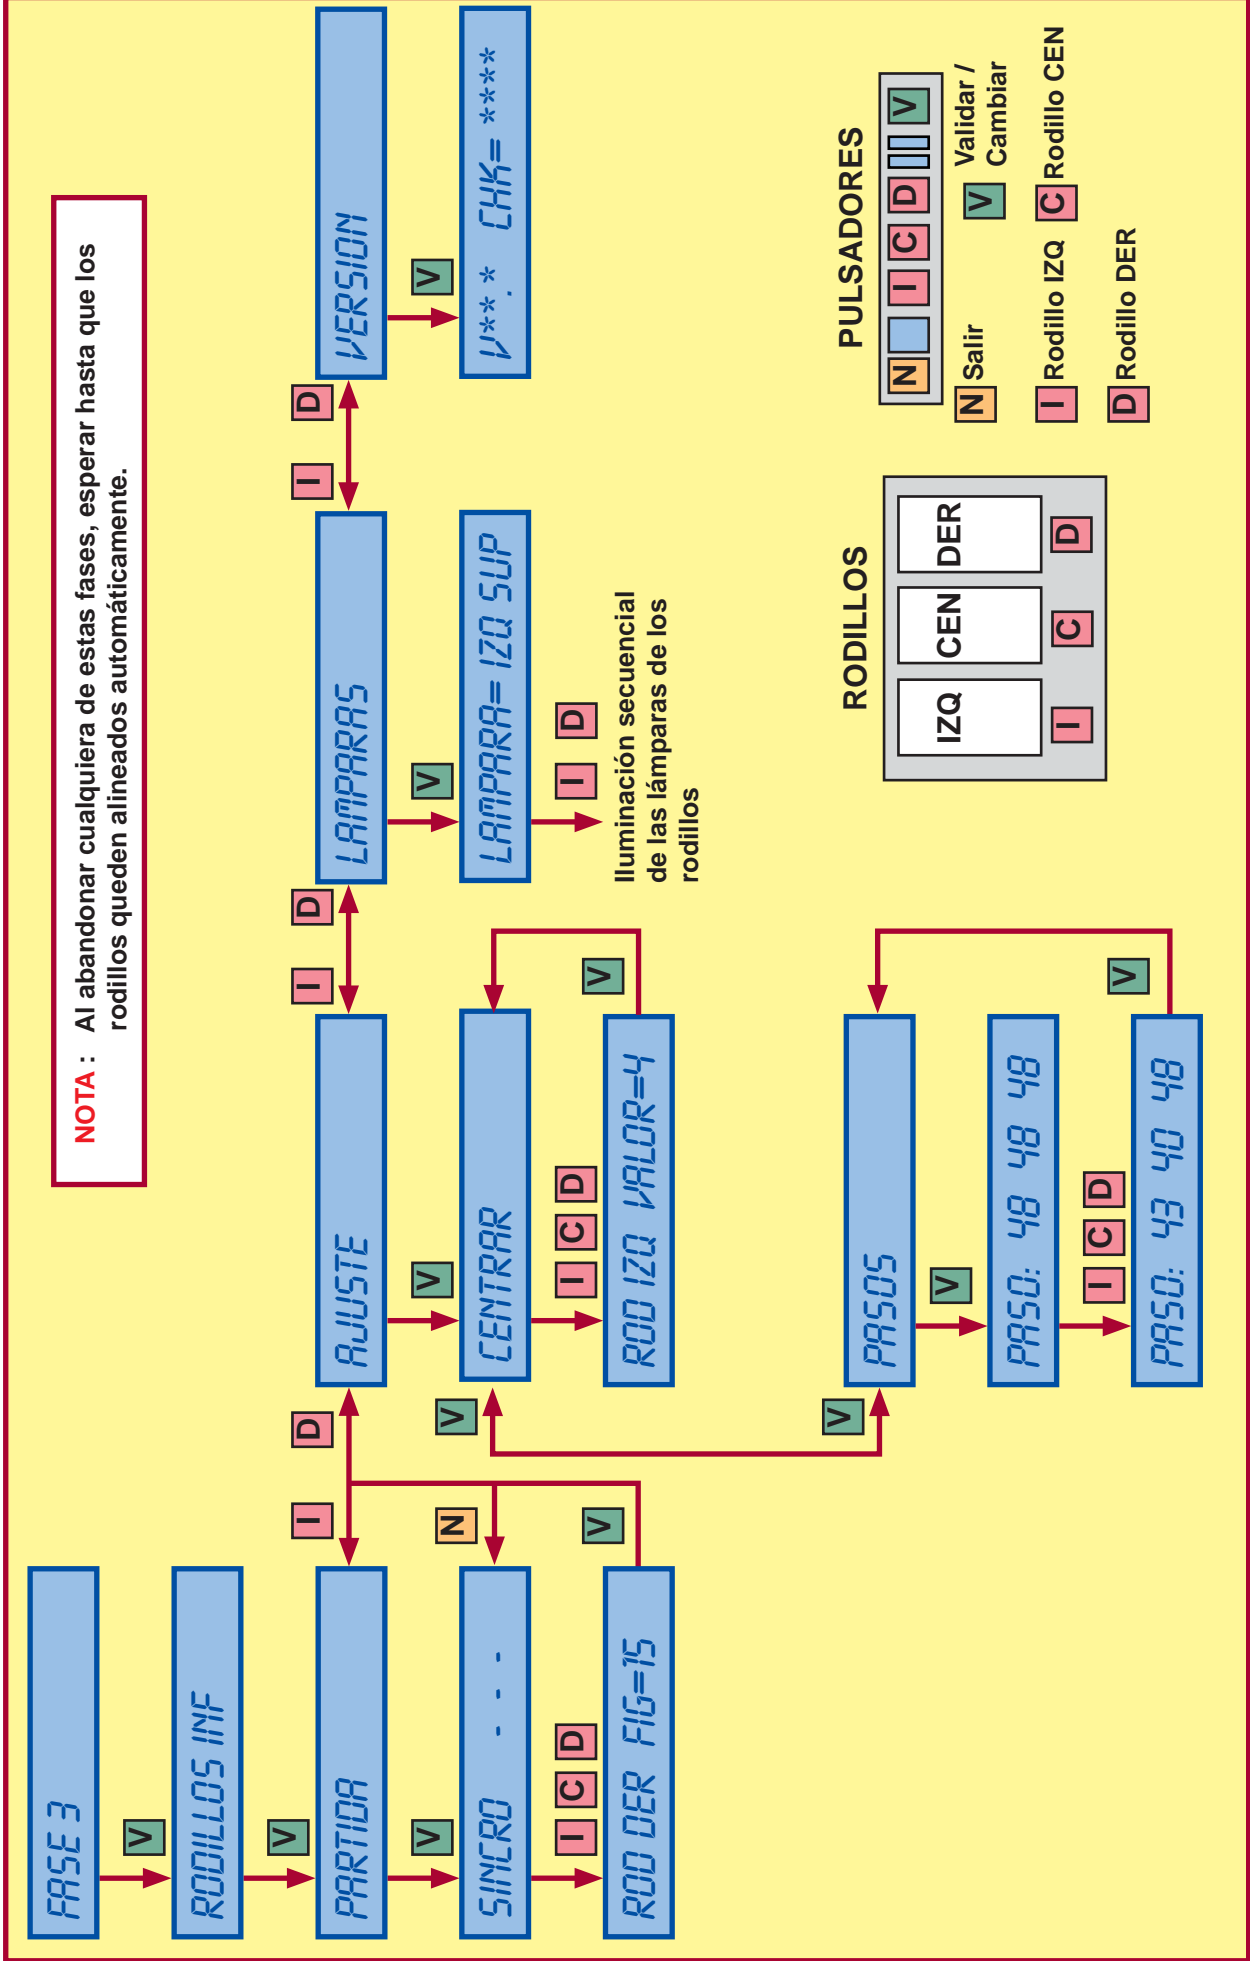 NOTA : Al abandonar cualquiera de estas fases, esperar hasta que los
rodillos queden alineados automáticamente.
FASE 3
V
RODILLOS INF
V
PARTIDA
I D
AJUSTE
I D
LAMPARAS
I D
VERSION
V
SINCRO - - -
N
V
V
CENTRAR
V
LAMPARA= IZQ SUP
V
V**.* CHK= ****
I C D
ROD DER FIG=15
V
I C D
ROD IZQ VALOR=4
V
I D
Iluminación secuencial
de las lámparas de los
rodillos
V
PASOS
V
PASO: 48 48 48
I C D
PASO: 43 40 48
V
RODILLOS
IZQ CEN DER
I C D
PULSADORES
N I C D V
N Salir
V Validar /
Cambiar
I Rodillo IZQ
C Rodillo CEN
D Rodillo DER